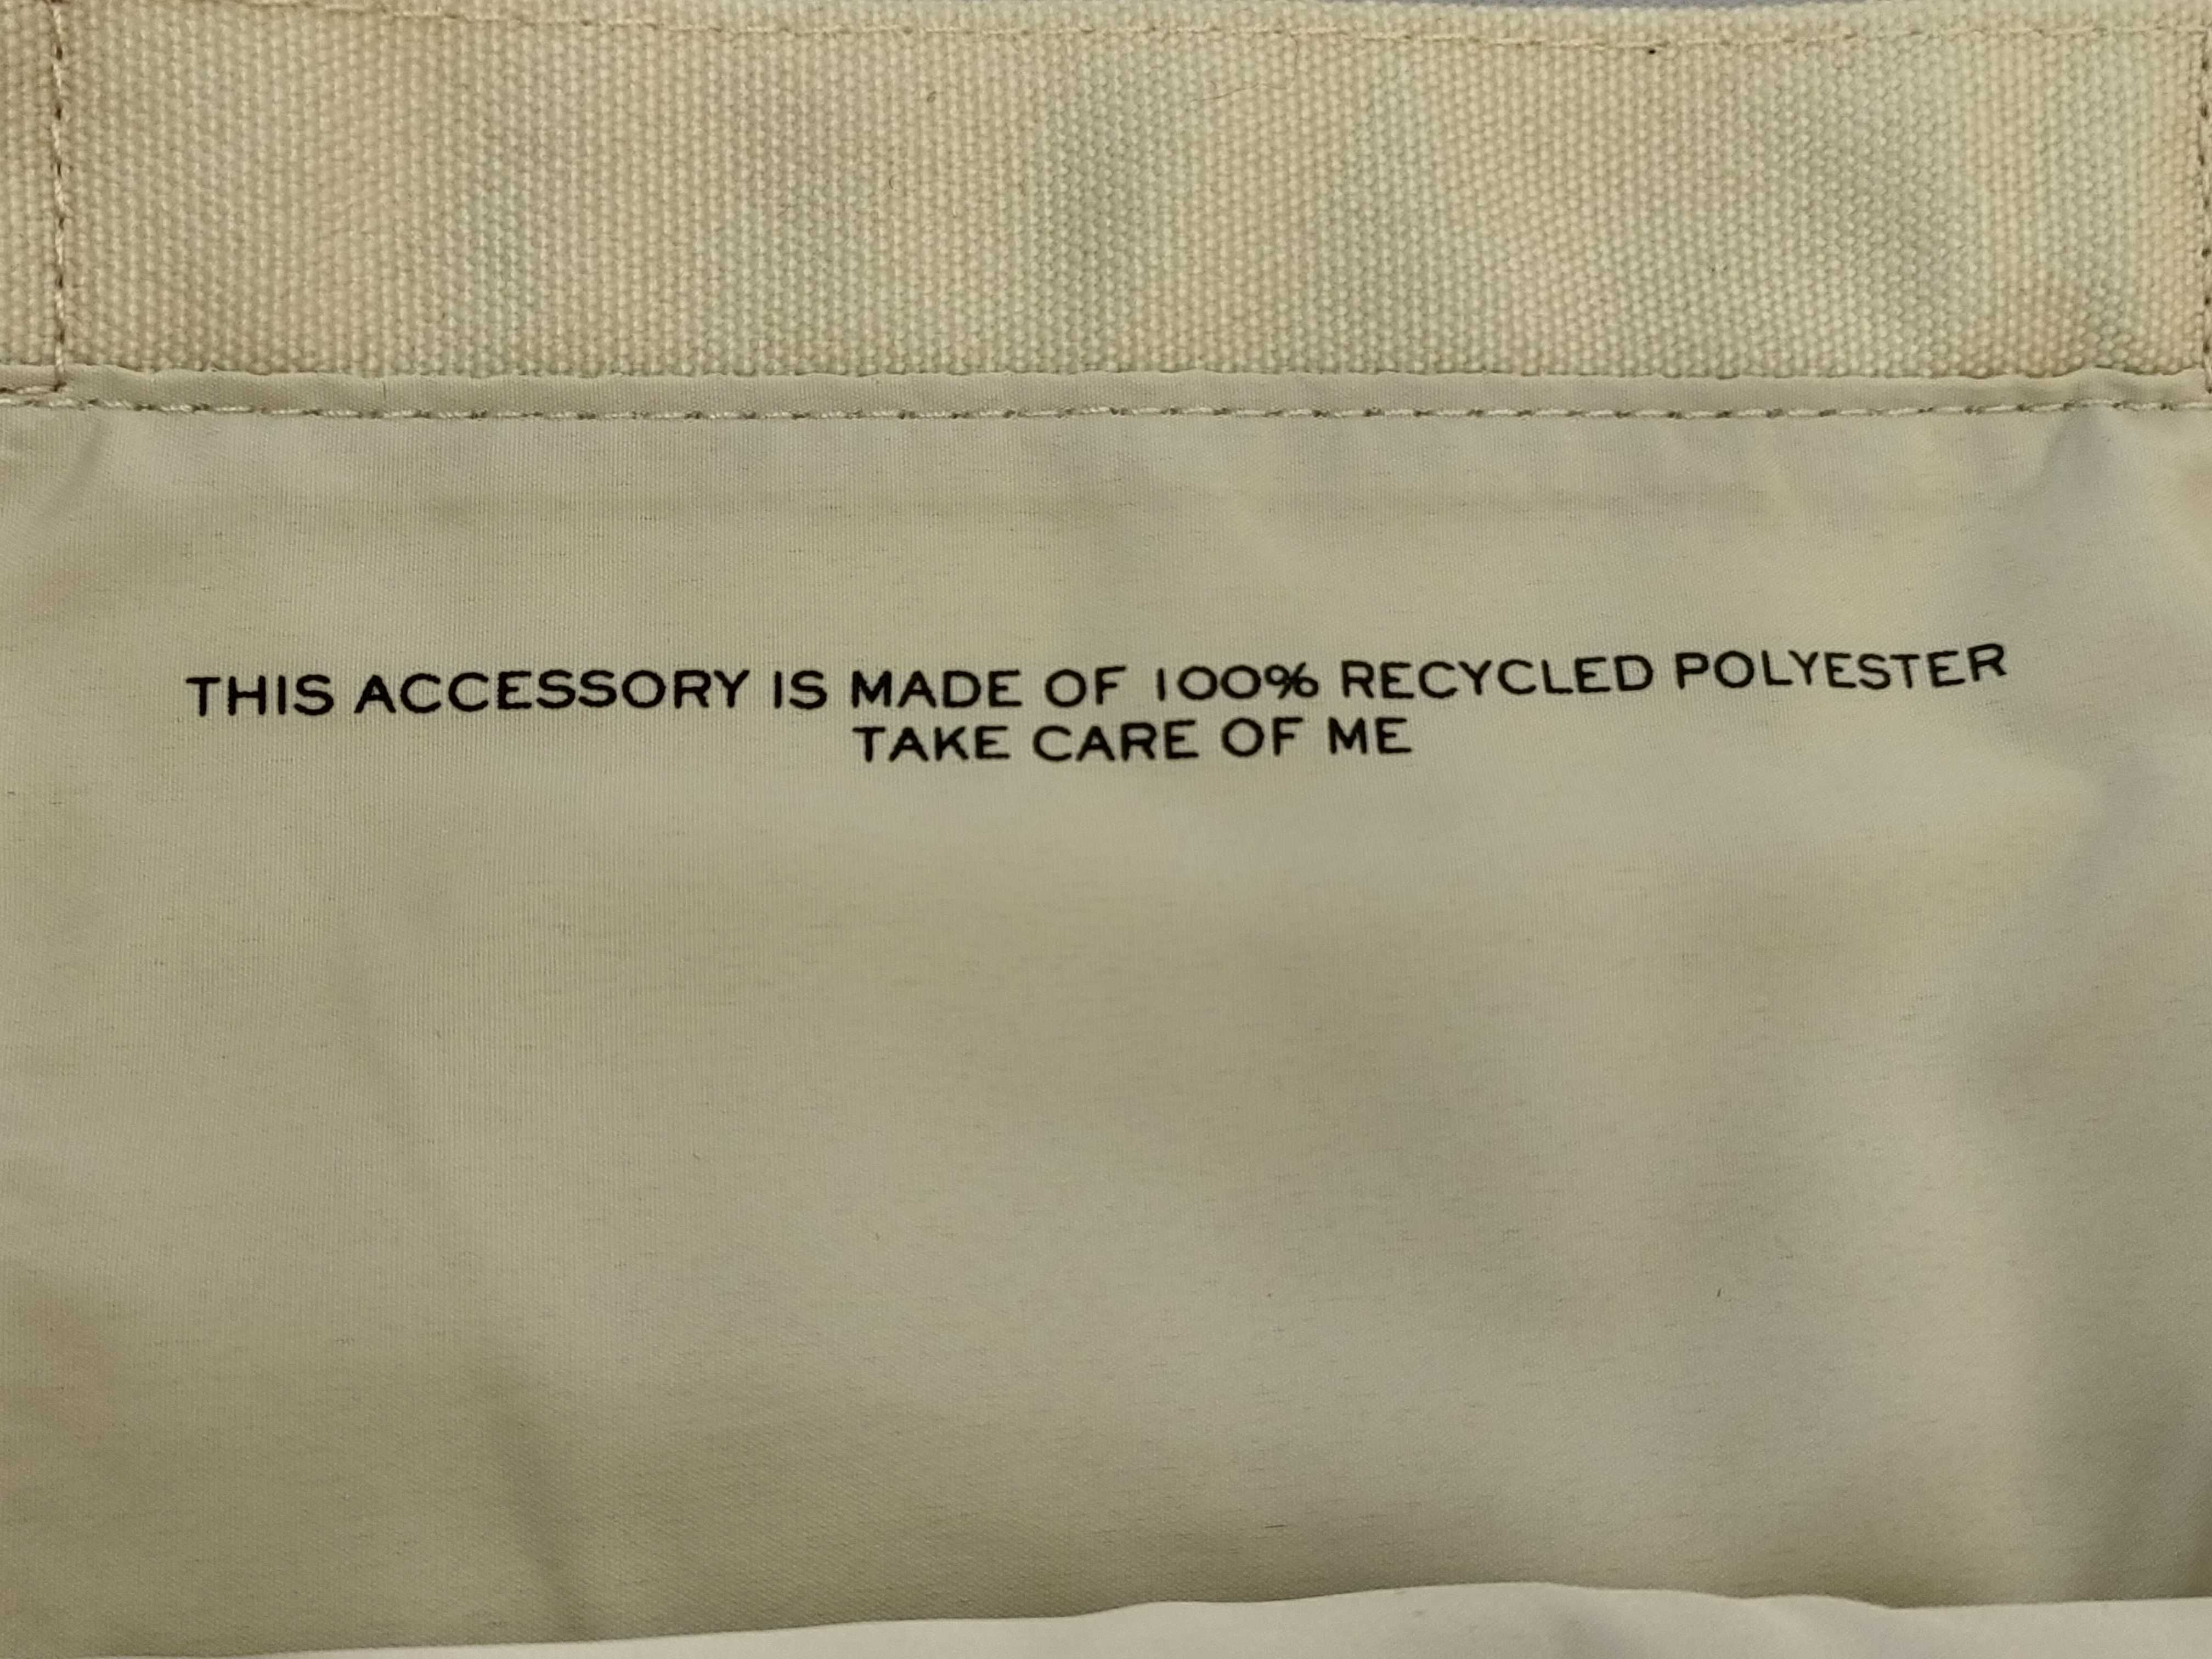 THIS ACCESSORY IS MADE OF 100% RECYCLED POLYESTER
TAKE CARE OF ME